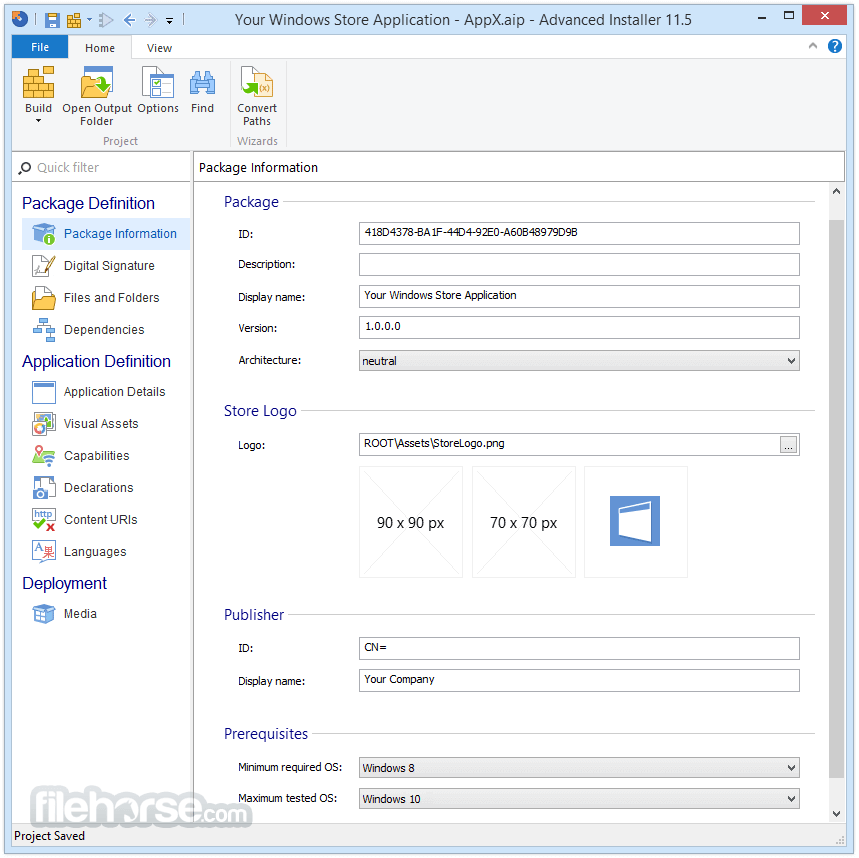 Your Windows Store Application - AppX.aip - Advanced Installer 11.5
File
Home
View
Build
Open Output
Folder
Options
Find
Convert
Paths
Project
Wizards
Quick filter
Package Information
Package Definition
Package Information
Digital Signature
Files and Folders
Dependencies
Application Definition
Application Details
Visual Assets
Capabilities
Declarations
http
Content URIs
A 果
Languages
Deployment
Media
Package
ID:
418D4378-BA1F-44D4-92E0-A60B48979D9B
Description:
Display name:
Your Windows Store Application
Version:
1.0.0.0
Architecture:
neutral
Store Logo
Logo:
ROOT\Assets\StoreLogo.png
...
90 x 90 px
70 x 70 px
Publisher
ID:
CN=
Display name:
Your Company
Prerequisites
Minimum required OS:
Windows 8
Maximum tested OS:
Windows 10
filehorse.com
Project Saved